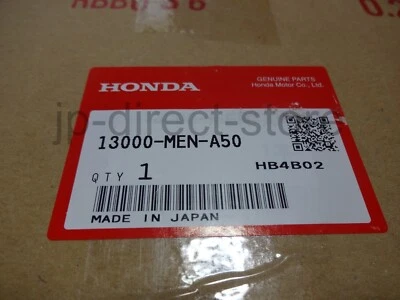 HONDA
GENUINE PARTS
Honda Motor Co., Ltd.
jp-direct-store
13000-MEN-A50
QTY 1
HB4B02
MADE IN JAPAN